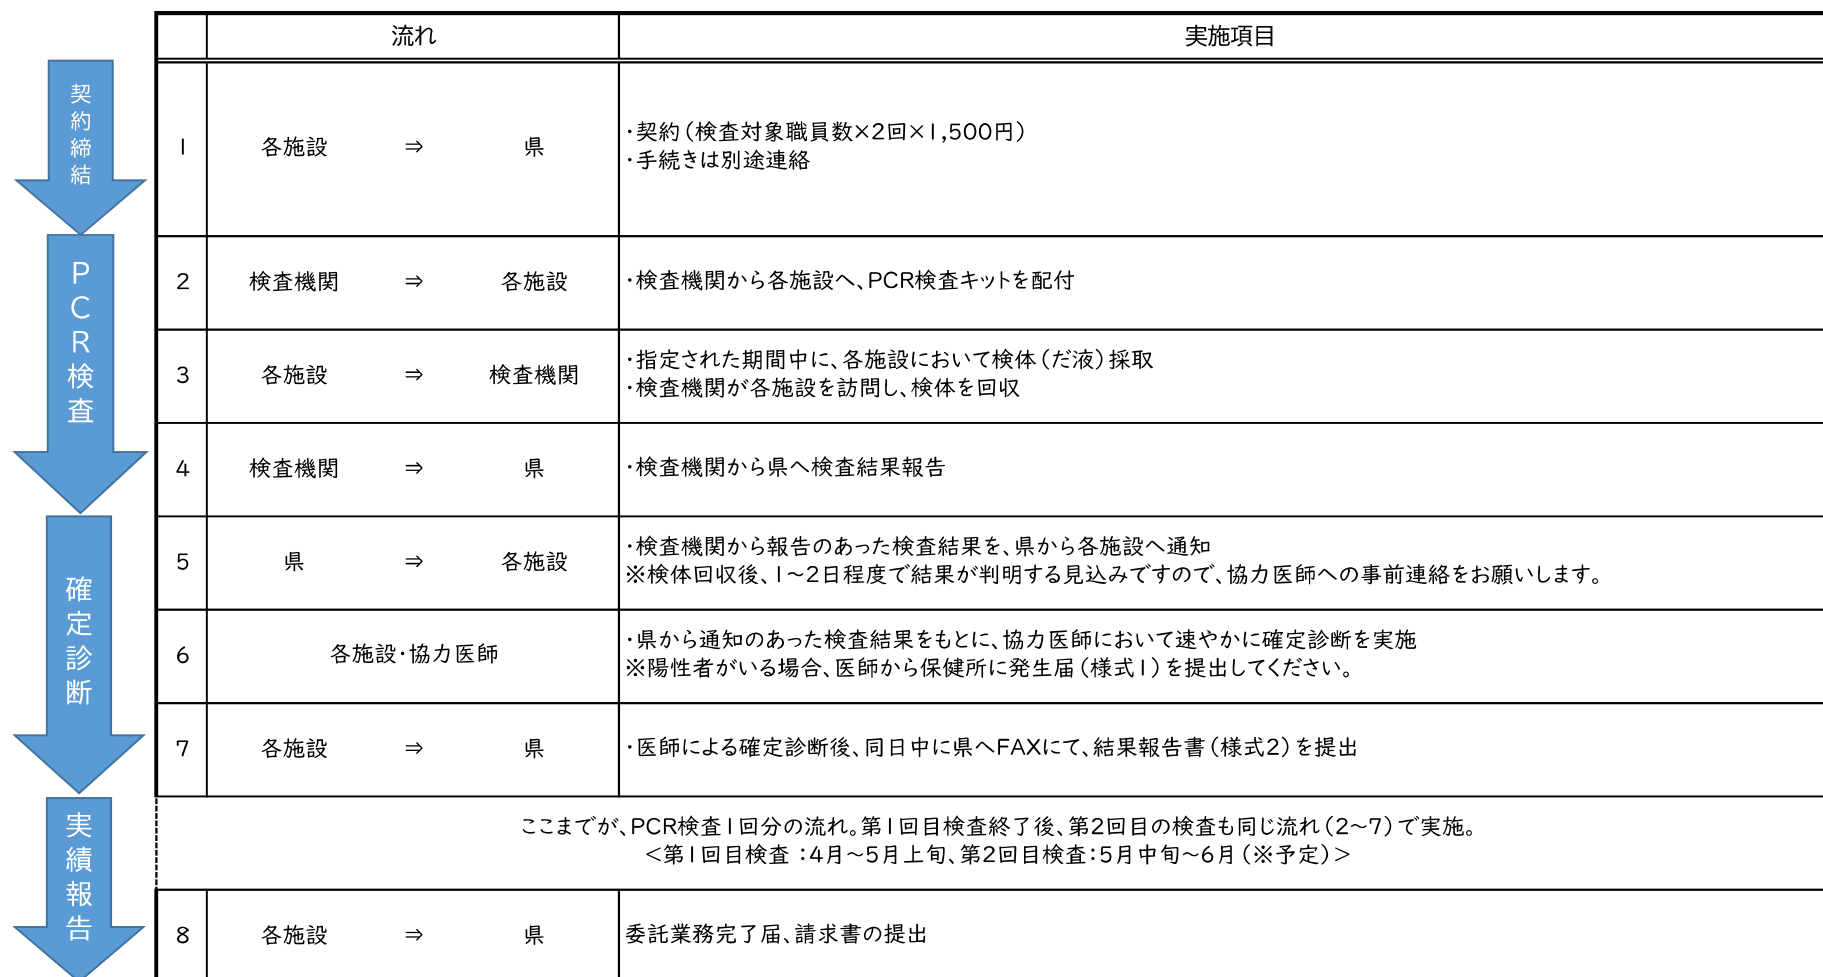 流れ 実施項目
契約締結
1 各施設 ⇒ 県
・契約（検査対象職員数×2回×1,500円）
・手続きは別途連絡
PCR検査
2 検査機関 ⇒ 各施設 ・検査機関から各施設へ、PCR検査キットを配付
3 各施設 ⇒ 検査機関
・指定された期間中に、各施設において検体（だ液）採取
・検査機関が各施設を訪問し、検体を回収
4 検査機関 ⇒ 県 ・検査機関から県へ検査結果報告
確定診断
5 県 ⇒ 各施設
・検査機関から報告のあった検査結果を、県から各施設へ通知
※検体回収後、1～2日程度で結果が判明する見込みですので、協力医師への事前連絡をお願いします。
6 各施設・協力医師
・県から通知のあった検査結果をもとに、協力医師において速やかに確定診断を実施
※陽性者がいる場合、医師から保健所に発生届（様式1）を提出してください。
7 各施設 ⇒ 県 ・医師による確定診断後、同日中に県へFAXにて、結果報告書（様式2）を提出
実績報告
ここまでが、PCR検査1回分の流れ。第1回目検査終了後、第2回目の検査も同じ流れ（2～7）で実施。
＜第1回目検査：4月～5月上旬、第2回目検査：5月中旬～6月（※予定）＞
8 各施設 ⇒ 県 委託業務完了届、請求書の提出